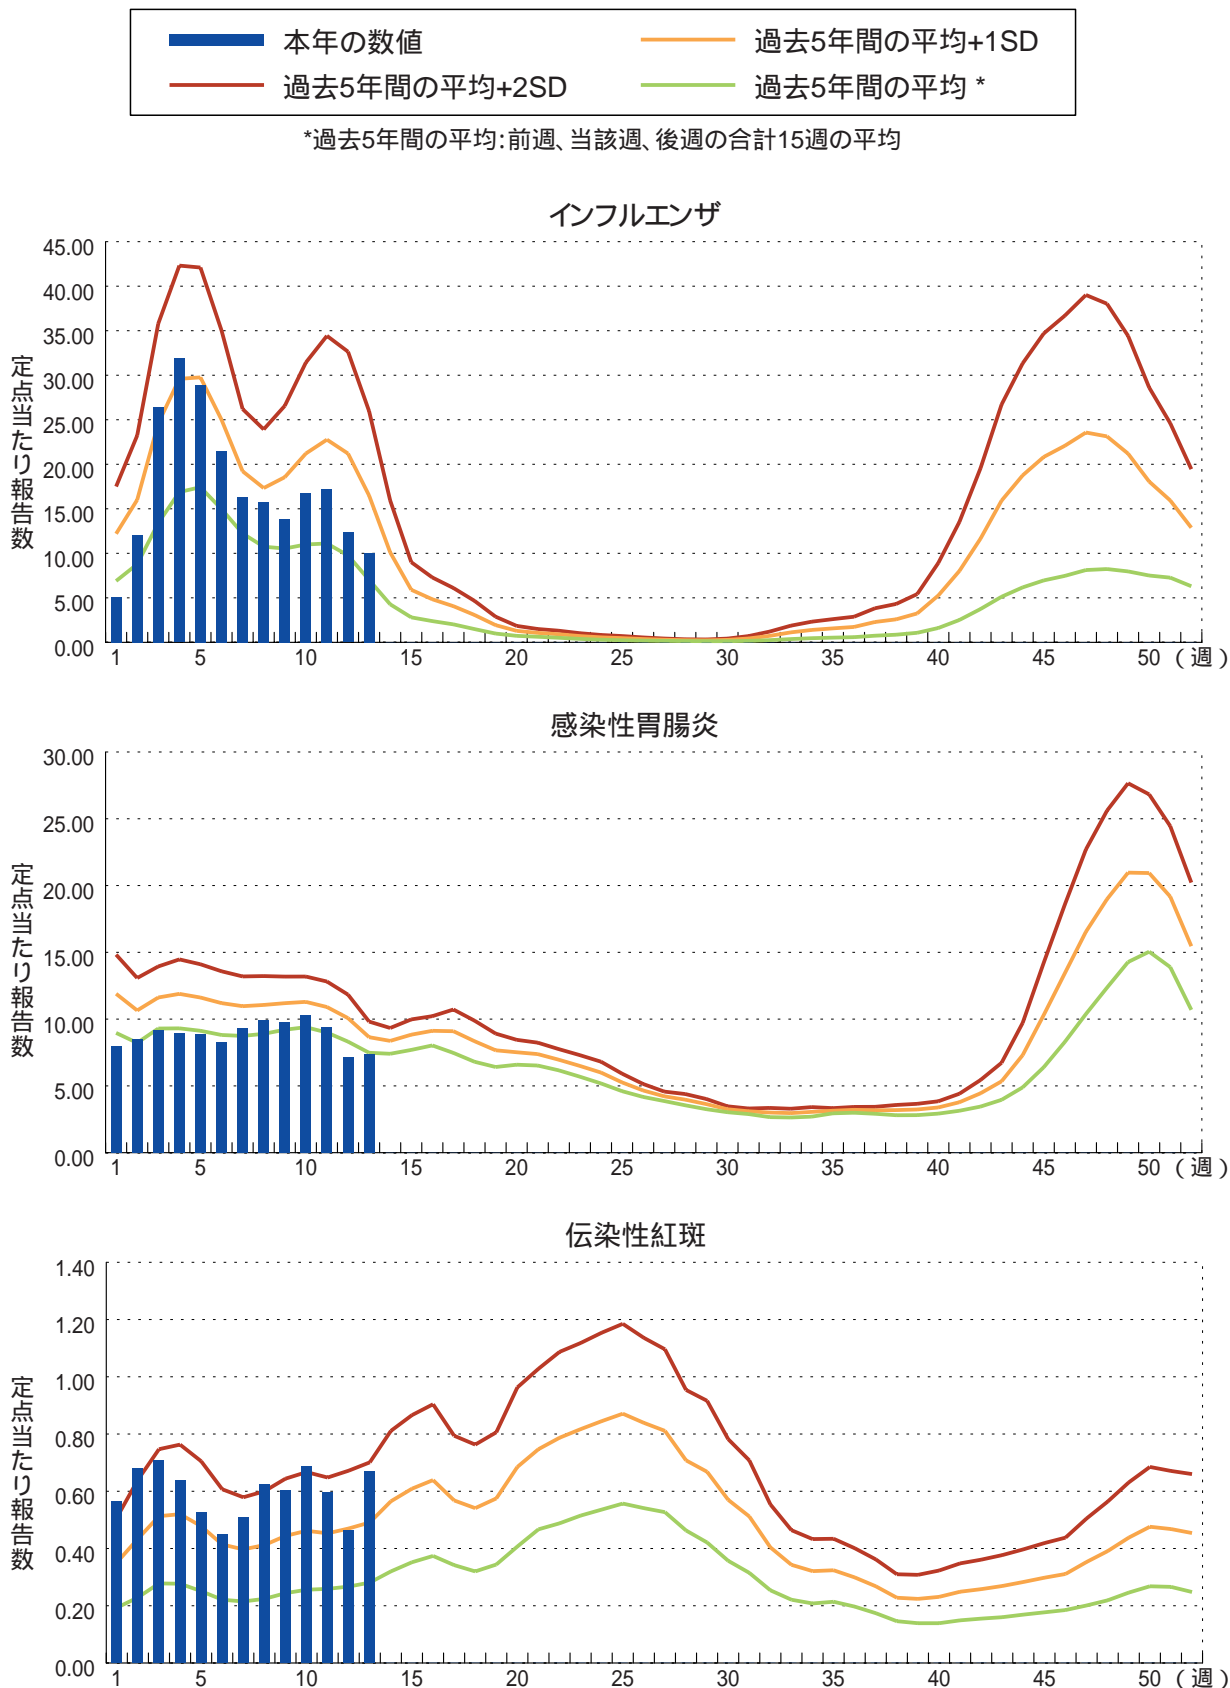 本年の数値
過去5年間の平均+1SD
過去5年間の平均+2SD
過去5年間の平均 *
*過去5年間の平均:前週、当該週、後週の合計15週の平均
インフルエンザ
定点当たり報告数
45.00
40.00
35.00
30.00
25.00
20.00
15.00
10.00
5.00
0.00
1 5 10 15 20 25 30 35 40 45 50 (週)
感染性胃腸炎
定点当たり報告数
30.00
25.00
20.00
15.00
10.00
5.00
0.00
1 5 10 15 20 25 30 35 40 45 50 (週)
伝染性紅斑
定点当たり報告数
1.40
1.20
1.00
0.80
0.60
0.40
0.20
0.00
1 5 10 15 20 25 30 35 40 45 50 (週)